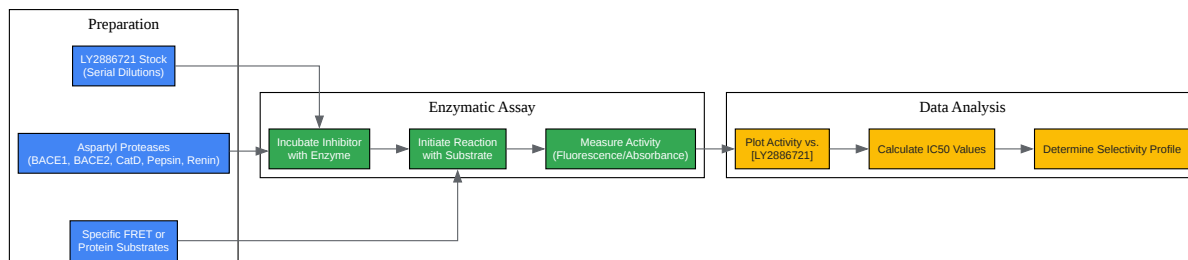 Preparation
LY2886721 Stock
(Serial Dilutions)
Aspartyl Proteases
(BACE1, BACE2, CatD, Pepsin, Renin)
Specific FRET or
Protein Substrates
Enzymatic Assay
Incubate Inhibitor
with Enzyme
Initiate Reaction
with Substrate
Measure Activity
(Fluorescence/Absorbance)
Data Analysis
Plot Activity vs.
[LY2886721]
Calculate IC50 Values
Determine Selectivity Profile